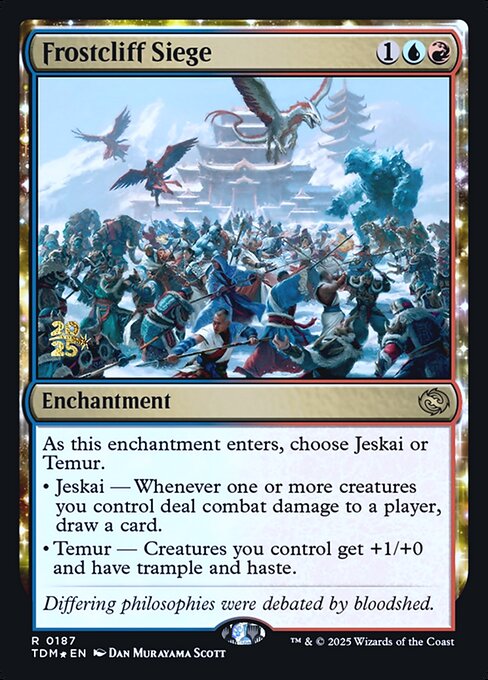 Frostcliff Siege
1
20
25
Enchantment
As this enchantment enters, choose Jeskai or
Temur.
• Jeskai — Whenever one or more creatures
you control deal combat damage to a player,
draw a card.
• Temur — Creatures you control get +1/+0
and have trample and haste.
Differing philosophies were debated by bloodshed.
R 0187
TDM★EN Dan Murayama Scott
™ & © 2025 Wizards of the Coast